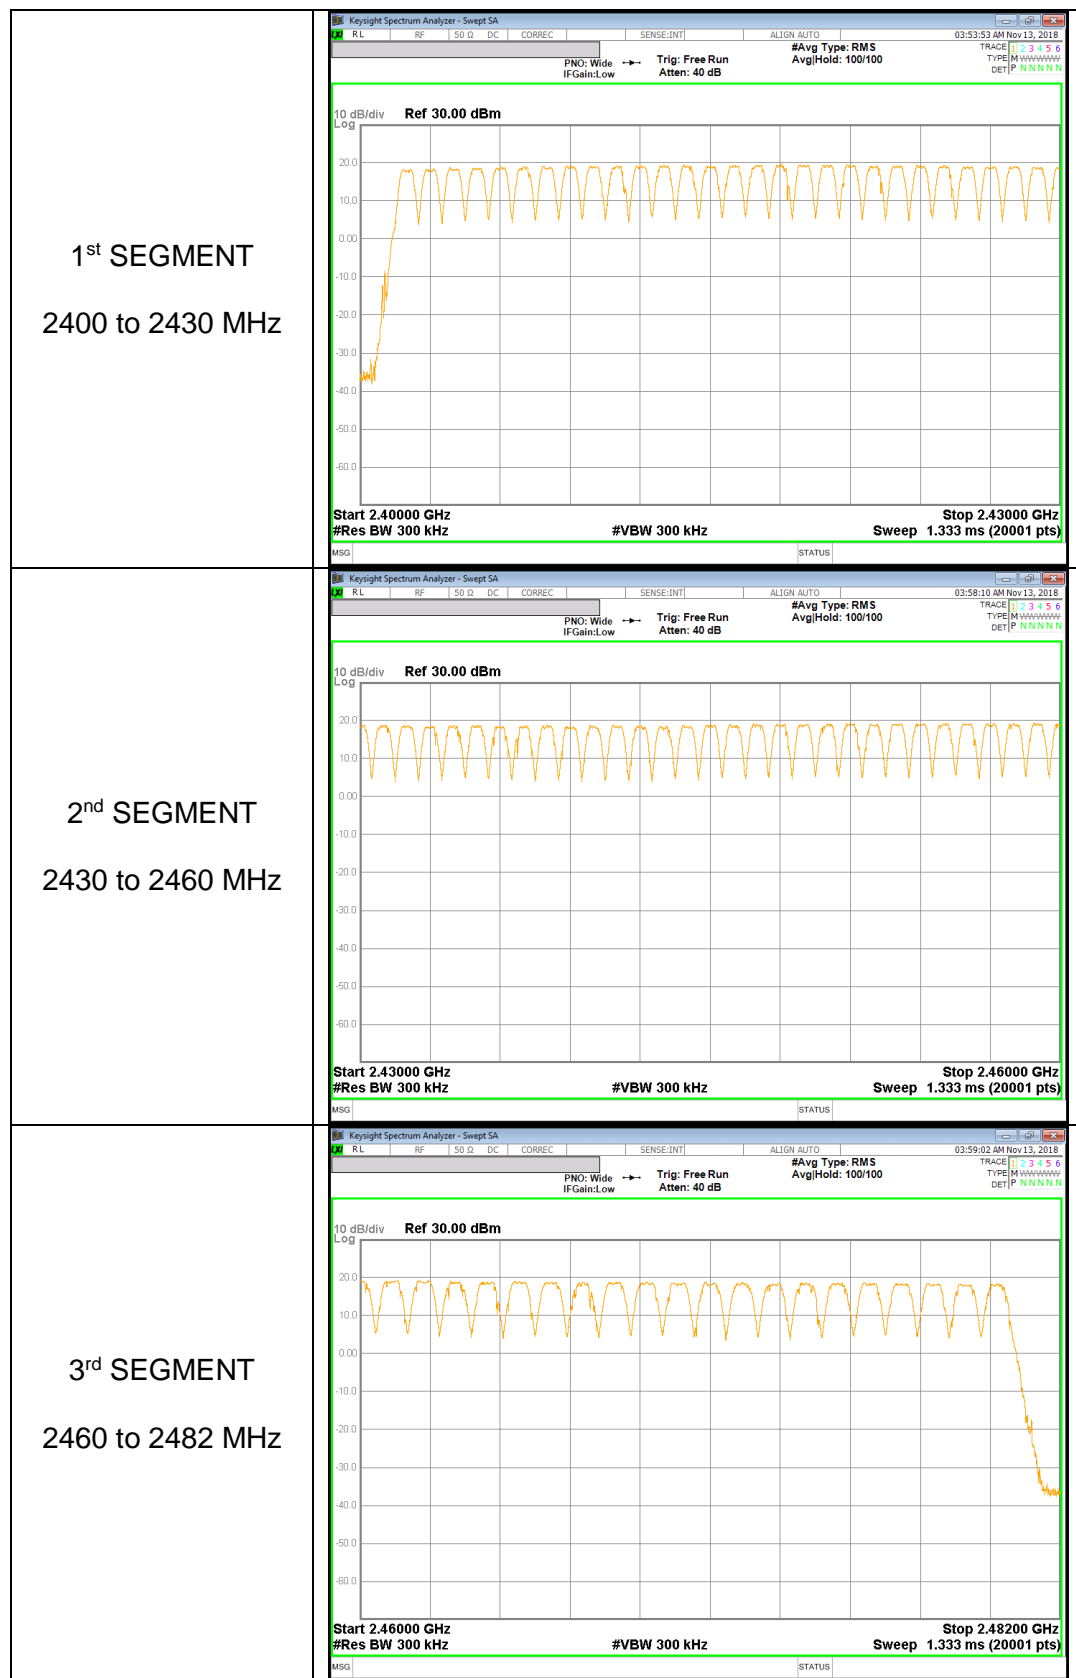 1st SEGMENT
2400 to 2430 MHz
Keysight Spectrum Analyzer - Swept SA
LXI RL RF 50 Ω DC CORREC SENSE:INT ALIGN AUTO 03:53:53 AM Nov 13, 2018
#Avg Type: RMS TRACE 1 2 3 4 5 6
PNO: Wide Trig: Free Run Avg|Hold: 100/100 TYPE M WWWWW
IFGain:Low Atten: 40 dB DET P N N N N N
10 dB/div Ref 30.00 dBm
Log
20.0
10.0
0.00
-10.0
-20.0
-30.0
-40.0
-50.0
-60.0
Start 2.40000 GHz Stop 2.43000 GHz
#Res BW 300 kHz #VBW 300 kHz Sweep 1.333 ms (20001 pts)
MSG STATUS
2nd SEGMENT
2430 to 2460 MHz
Keysight Spectrum Analyzer - Swept SA
LXI RL RF 50 Ω DC CORREC SENSE:INT ALIGN AUTO 03:58:10 AM Nov 13, 2018
#Avg Type: RMS TRACE 1 2 3 4 5 6
PNO: Wide Trig: Free Run Avg|Hold: 100/100 TYPE M WWWWW
IFGain:Low Atten: 40 dB DET P N N N N N
10 dB/div Ref 30.00 dBm
Log
20.0
10.0
0.00
-10.0
-20.0
-30.0
-40.0
-50.0
-60.0
Start 2.43000 GHz Stop 2.46000 GHz
#Res BW 300 kHz #VBW 300 kHz Sweep 1.333 ms (20001 pts)
MSG STATUS
3rd SEGMENT
2460 to 2482 MHz
Keysight Spectrum Analyzer - Swept SA
LXI RL RF 50 Ω DC CORREC SENSE:INT ALIGN AUTO 03:59:02 AM Nov 13, 2018
#Avg Type: RMS TRACE 1 2 3 4 5 6
PNO: Wide Trig: Free Run Avg|Hold: 100/100 TYPE M WWWWW
IFGain:Low Atten: 40 dB DET P N N N N N
10 dB/div Ref 30.00 dBm
Log
20.0
10.0
0.00
-10.0
-20.0
-30.0
-40.0
-50.0
-60.0
Start 2.46000 GHz Stop 2.48200 GHz
#Res BW 300 kHz #VBW 300 kHz Sweep 1.333 ms (20001 pts)
MSG STATUS